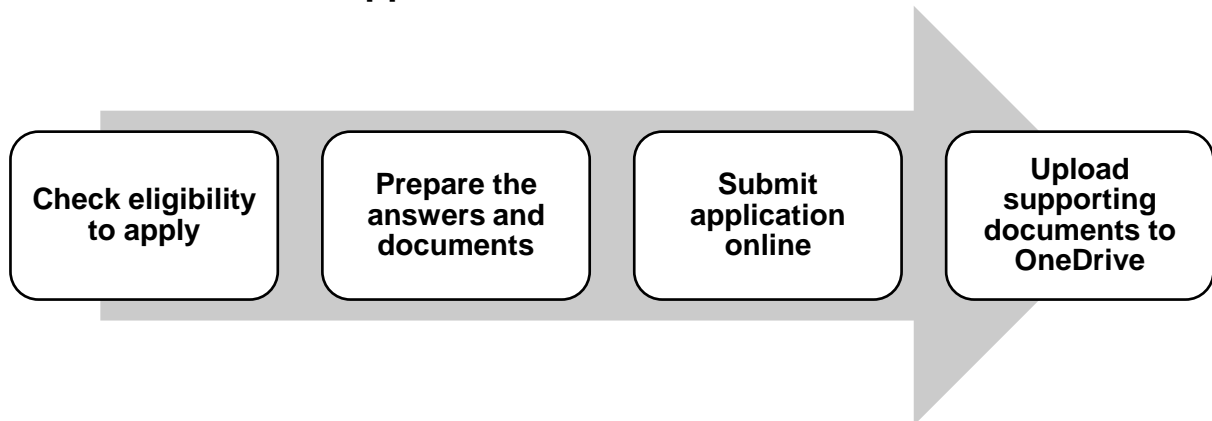 Check eligibility
to apply
Prepare the
answers and
documents
Submit
application
online
Upload
supporting
documents to
OneDrive